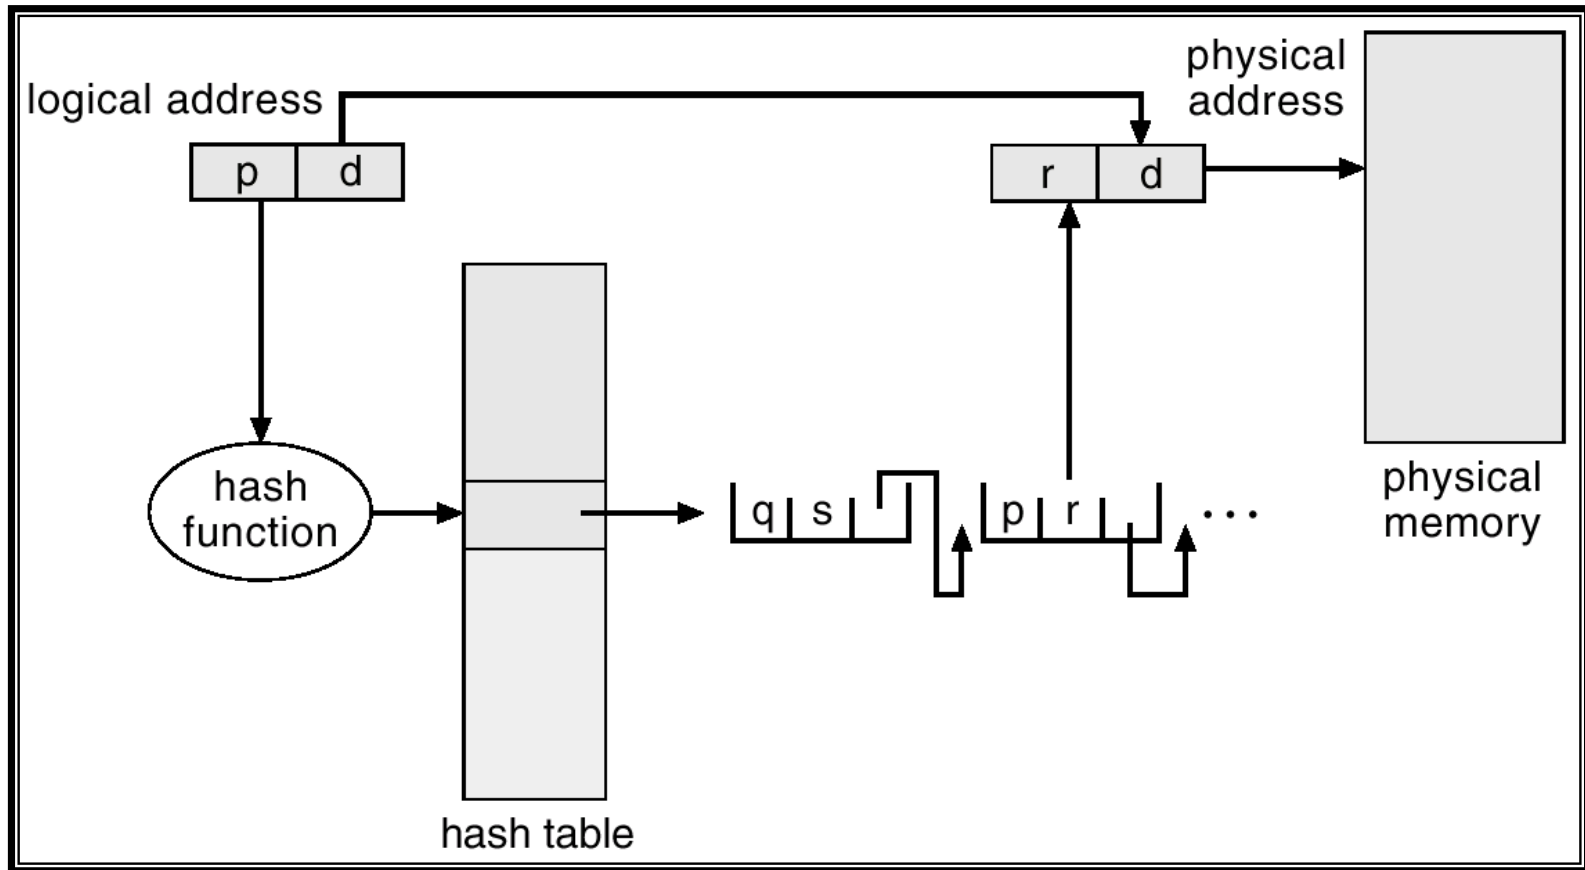 logical address
p d
physical
address
r d
hash
function
q s
p r
...
physical
memory
hash table